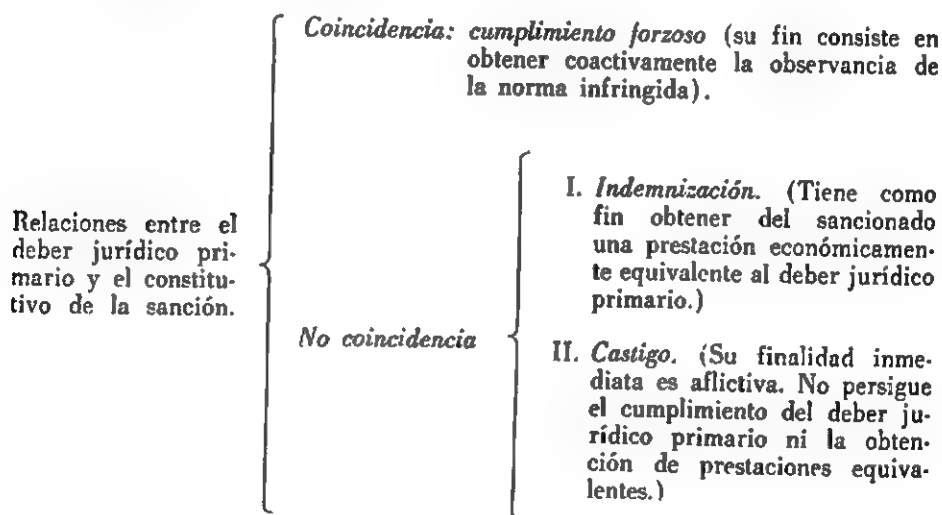 Coincidencia: cumplimiento forzoso (su fin consiste en
obtener coactivamente la observancia de
la norma infringida).
Relaciones entre el
deber jurídico pri-
mario y el constitu-
tivo de la sanción.
No coincidencia
I. Indemnización. (Tiene como
fin obtener del sancionado
una prestación económicamen-
te equivalente al deber jurídico
primario.)
II. Castigo. (Su finalidad inme-
diata es aflictiva. No persigue
el cumplimiento del deber ju-
rídico primario ni la obten-
ción de prestaciones equiva-
lentes.)